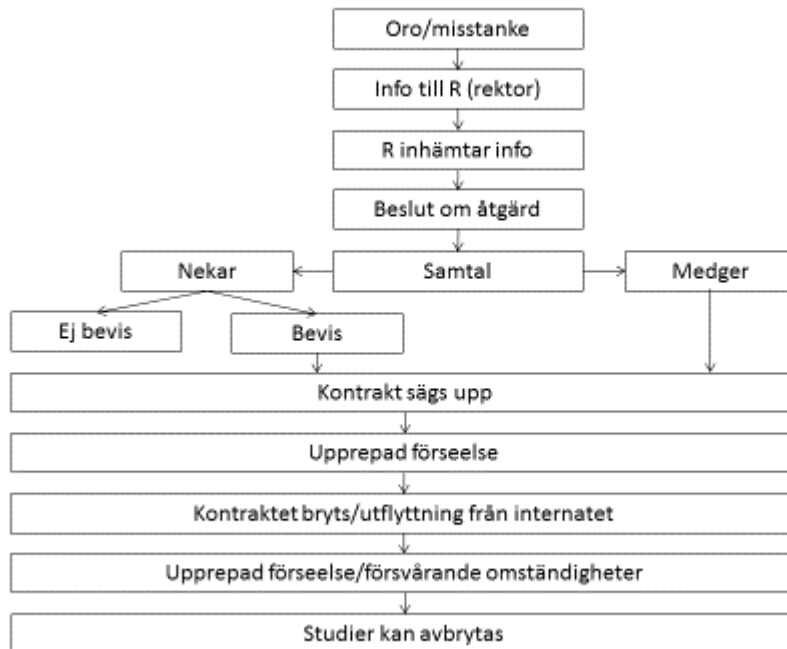 Oro/misstanke
Info till R (rektor)
R inhämtar info
Beslut om åtgärd
Nekar
Samtal
Medger
Ej bevis
Bevis
Kontrakt sägs upp
Upprepad förseelse
Kontraktet bryts/utflyttning från internatet
Upprepad förseelse/försvårande omständigheter
Studier kan avbrytas